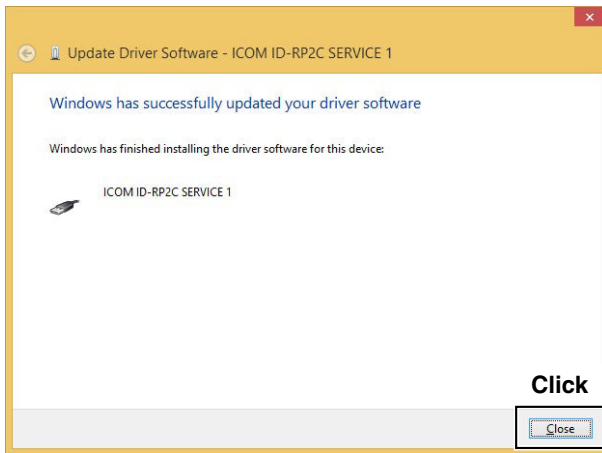 Update Driver Software - ICOM ID-RP2C SERVICE 1
Windows has successfully updated your driver software
Windows has finished installing the driver software for this device:
ICOM ID-RP2C SERVICE 1
Click
Close